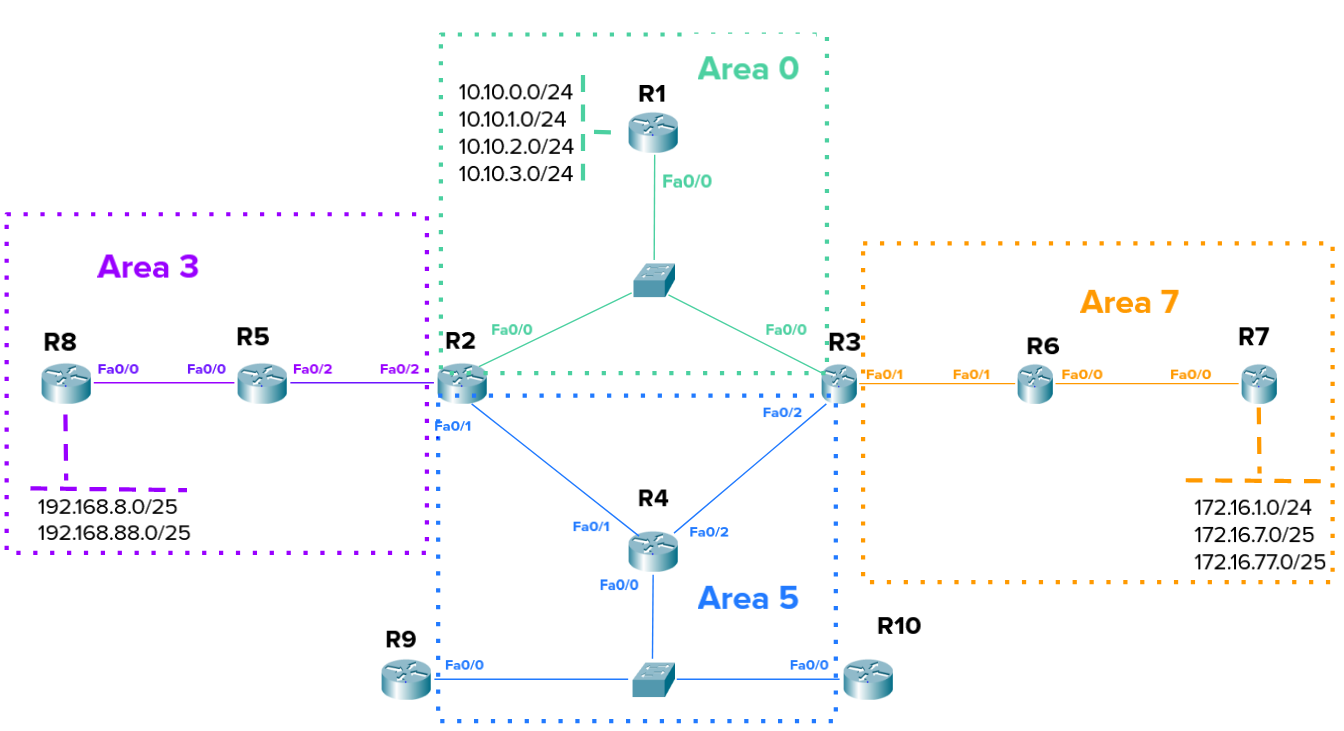 Area 0
10.10.0.0/24
10.10.1.0/24
10.10.2.0/24
10.10.3.0/24
R1
Fa0/0
Area 3
R8
Fa0/0
Fa0/0
R5
Fa0/2
Fa0/2
R2
Fa0/0
Fa0/1
192.168.8.0/25
192.168.88.0/25
Fa0/0
R3
Fa0/2
Area 7
Fa0/1
Fa0/1
R6
Fa0/0
Fa0/0
R7
172.16.1.0/24
172.16.7.0/25
172.16.77.0/25
R4
Fa0/1
Fa0/2
Fa0/0
Area 5
R9
Fa0/0
Fa0/0
R10